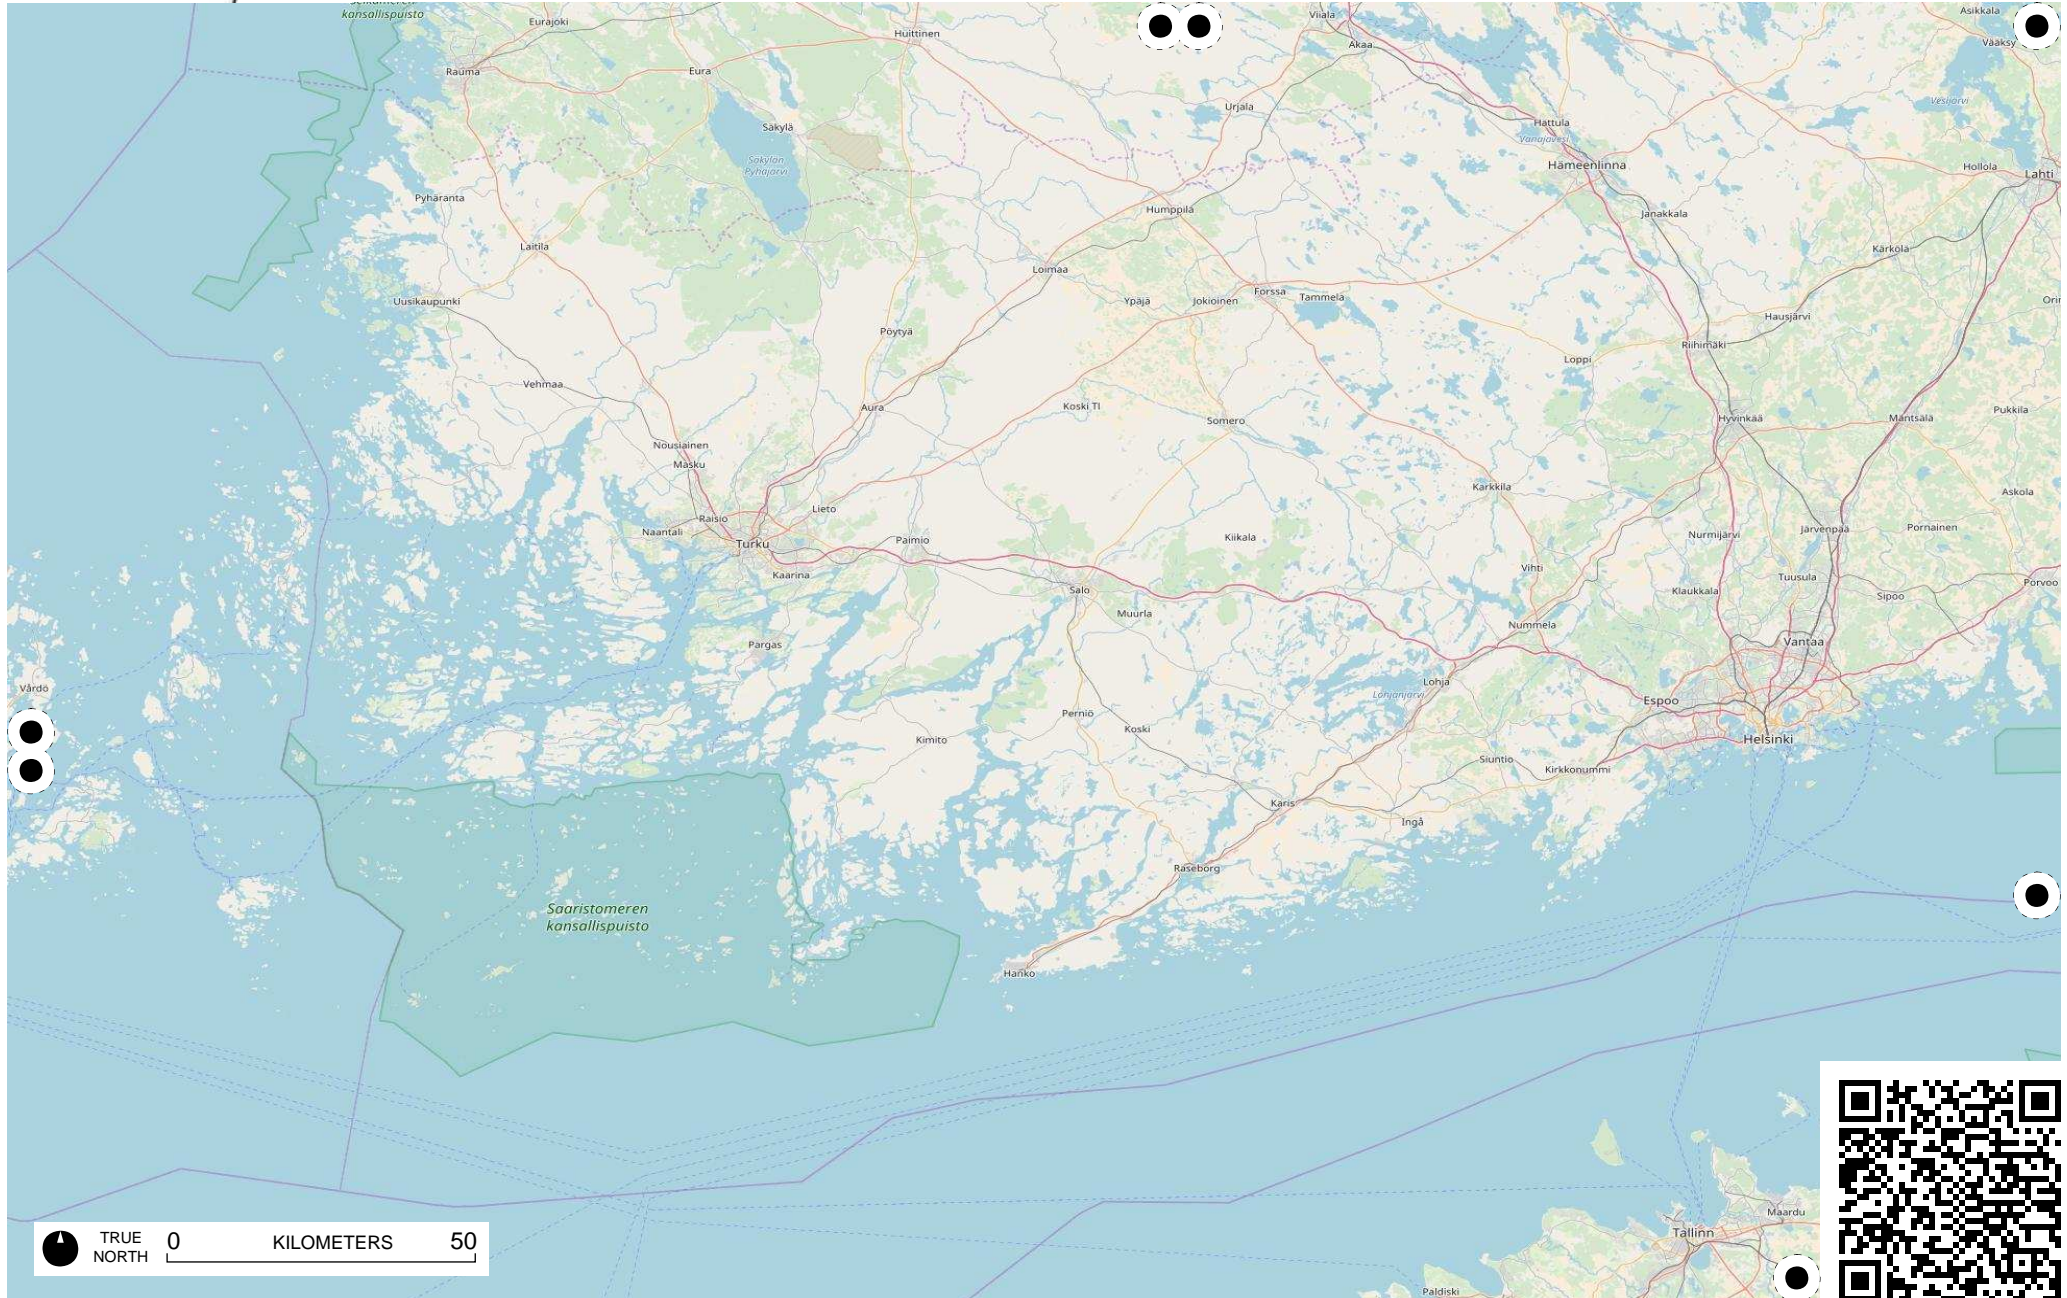 kansallispuisto
Eurajoki
Huittinen
Viiala
Akaa
Asikkala
Vääksy
Rauma
Eura
Säkylä
Säkylän
Pyhäjärvi
Urjala
Hattula
Vanajavesi
Hämeenlinna
Vesijärvi
Hollola
Lahti
Pyhäranta
Humppila
Janakkala
Laitila
Kärkölä
Loimaa
Uusikaupunki
Ypäjä
Jokioinen
Forssa
Tammela
Hausjärvi
Pöytyä
Riihimäki
Loppi
Vehmaa
Aura
Koski Tl
Somero
Hyvinkää
Mäntsälä
Pukkila
Nousiainen
Masku
Karkkila
Askola
Raisio
Lieto
Naantali
Turku
Paimio
Kiikala
Nurmijärvi
Järvenpää
Pornainen
Kaarina
Salo
Muurla
Vihti
Klaukkala
Tuusula
Sipoo
Porvoo
Nummela
Vantaa
Pargas
Vårdö
Lohja
Lohjanjärvi
Espoo
Perniö
Koski
Kimito
Helsinki
Siuntio
Kirkkonummi
Karis
Ingå
Raseborg
Saaristomeren
kansallispuisto
Hanko
Maardu
Tallinn
Paldiski
TRUE
NORTH
0 KILOMETERS 50